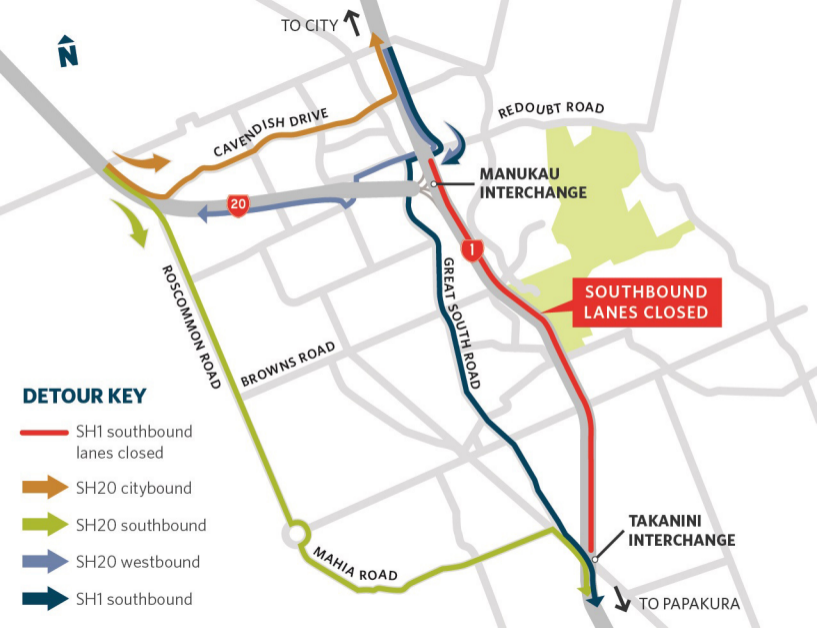 TO CITY
N
REDOUBT ROAD
CAVENDISH DRIVE
MANUKAU
INTERCHANGE
20
1
SOUTHBOUND
LANES CLOSED
ROSCOMMON ROAD
GREAT SOUTH ROAD
BROWNS ROAD
DETOUR KEY
SH1 southbound
lanes closed
SH20 citybound
SH20 southbound
SH20 westbound
SH1 southbound
TAKANINI
INTERCHANGE
MAHIA ROAD
TO PAPAKURA